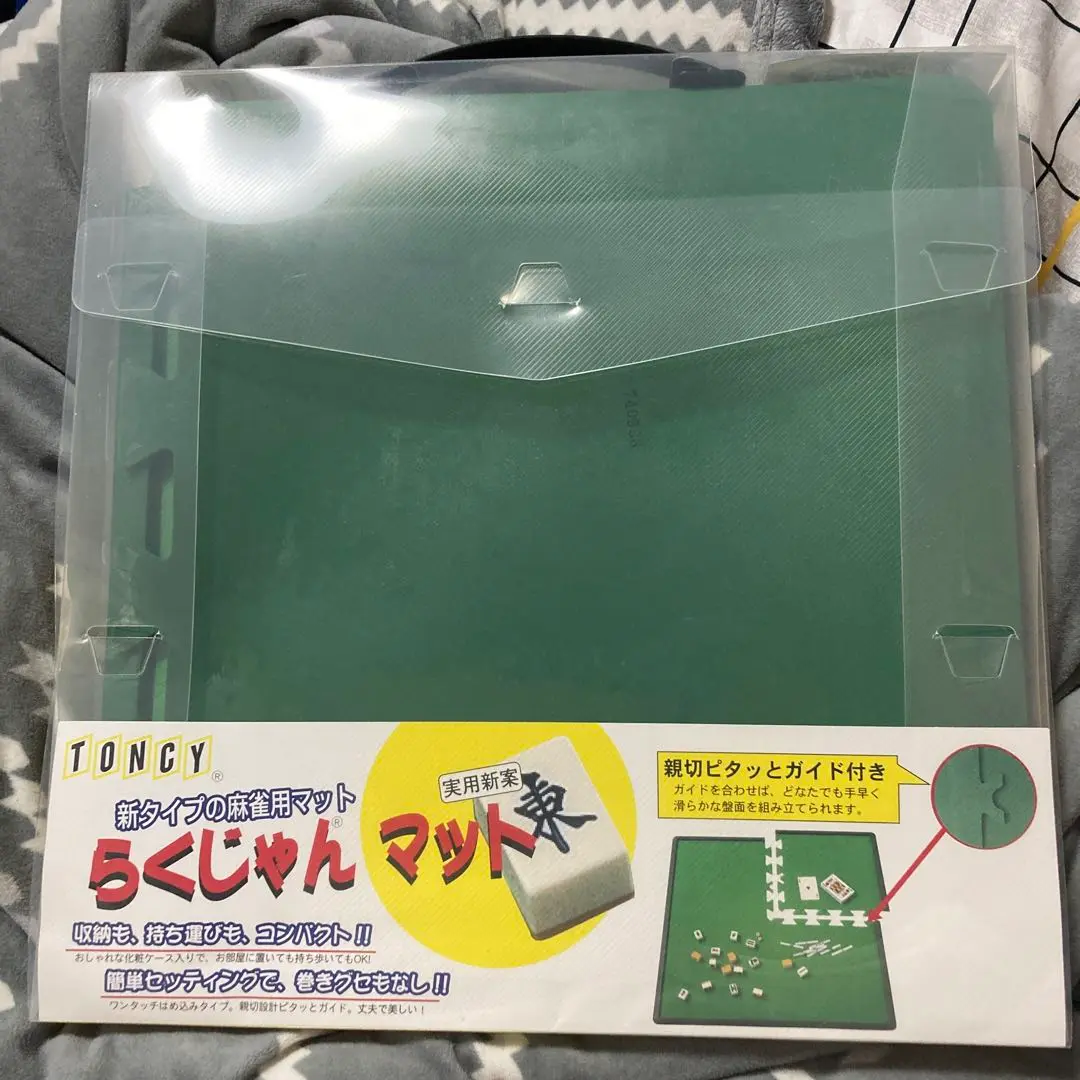 TONCY®
新タイプの麻雀用マット
らくじゃん®マット
実用新案
東
収納も、持ち運びも、コンパクト!!
おしゃれな化粧ケース入りで、お部屋に置いても持ち歩いてもOK!
簡単セッティングで、巻きグセもなし!!
ワンタッチはめ込みタイプ。親切設計ピタッとガイド。丈夫で美しい!
親切ピタッとガイド付き
ガイドを合わせば、どなたでも手早く
滑らかな盤面を組み立てられます。